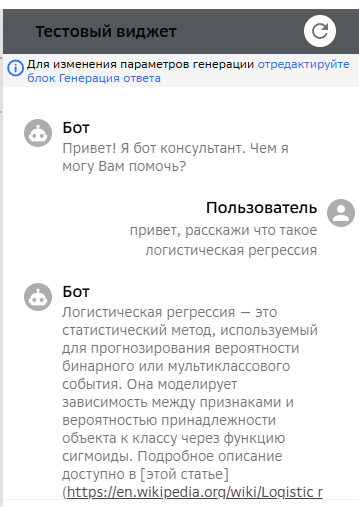 Тестовый виджет
Для изменения параметров генерации отредактируйте
блок Генерация ответа
Бот
Привет! Я бот консультант. Чем я
могу Вам помочь?
Пользователь
привет, расскажи что такое
логистическая регрессия
Бот
Логистическая регрессия — это
статистический метод, используемый
для прогнозирования вероятности
бинарного или мультиклассового
события. Она моделирует
зависимость между признаками и
вероятностью принадлежности
объекта к классу через функцию
сигмоиды. Подробное описание
доступно в [этой статье]
(https://en.wikipedia.org/wiki/Logistic_r